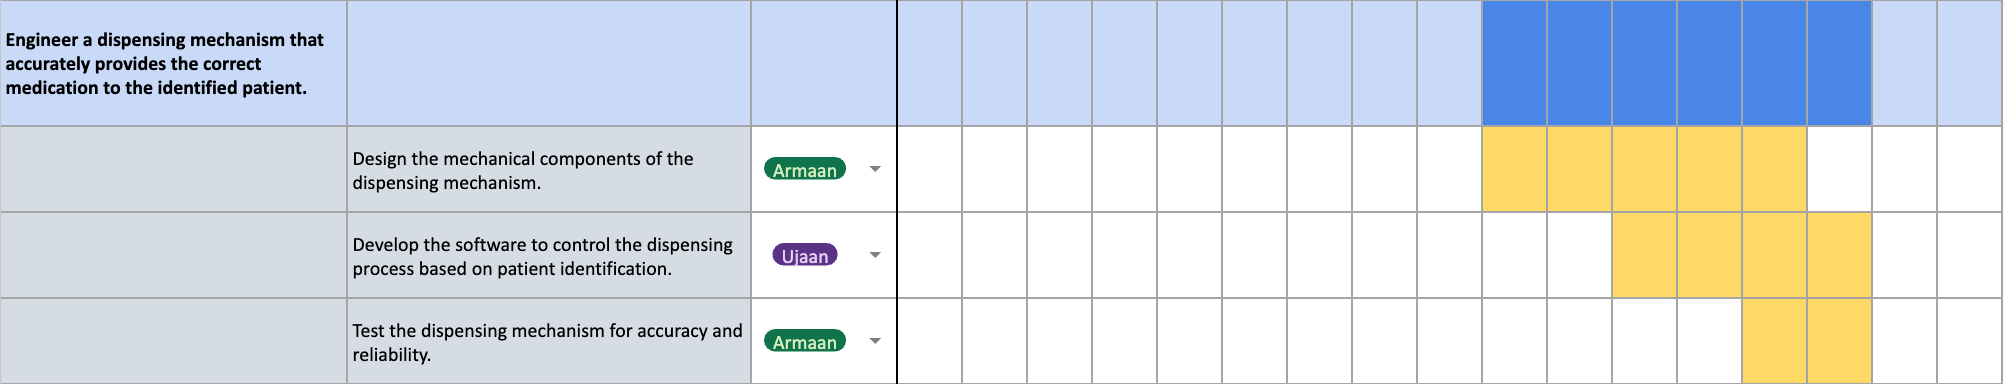 Engineer a dispensing mechanism that
accurately provides the correct
medication to the identified patient.
Design the mechanical components of the
dispensing mechanism.
Armaan
Develop the software to control the dispensing
process based on patient identification.
Ujaan
Test the dispensing mechanism for accuracy and
reliability.
Armaan